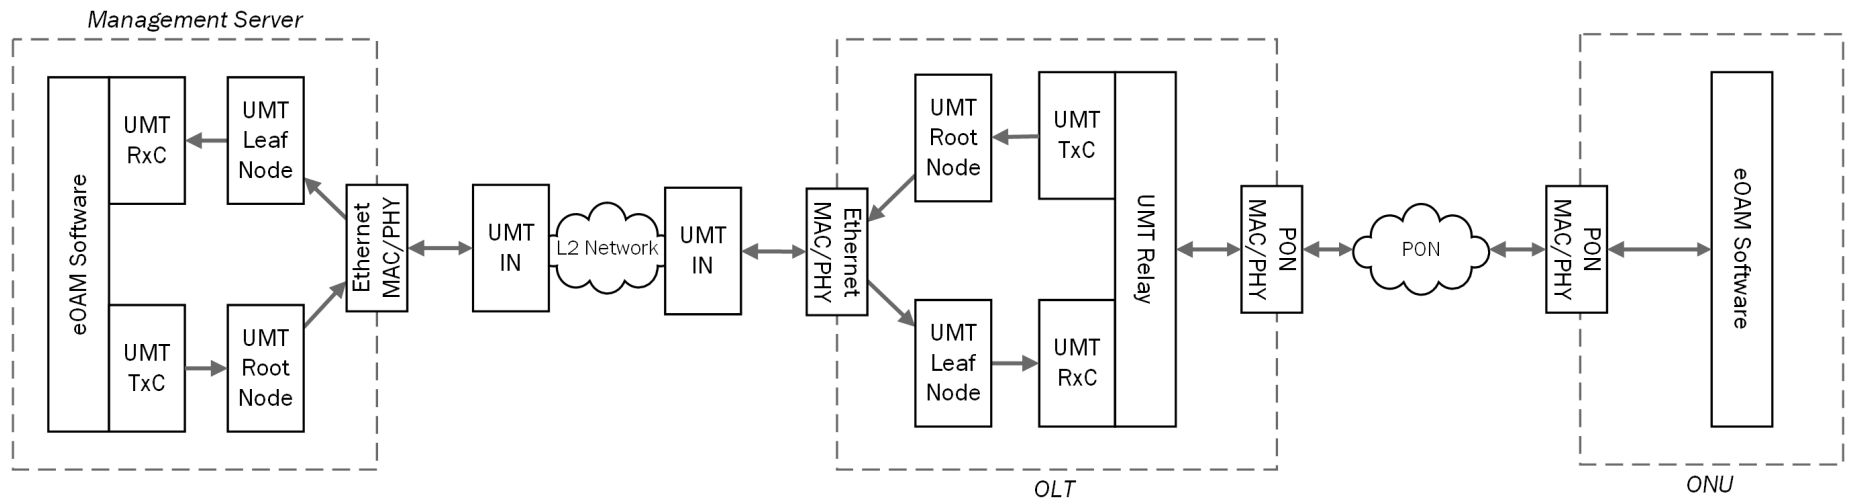 Management Server
eOAM Software
UMT
RxC
UMT
Leaf
Node
UMT
TxC
UMT
Root
Node
Ethernet
MAC/PHY
UMT
IN
L2 Network
UMT
IN
Ethernet
MAC/PHY
UMT
Root
Node
UMT
TxC
UMT
Leaf
Node
UMT
RxC
UMT Relay
PON
MAC/PHY
OLT
PON
PON
MAC/PHY
eOAM Software
ONU